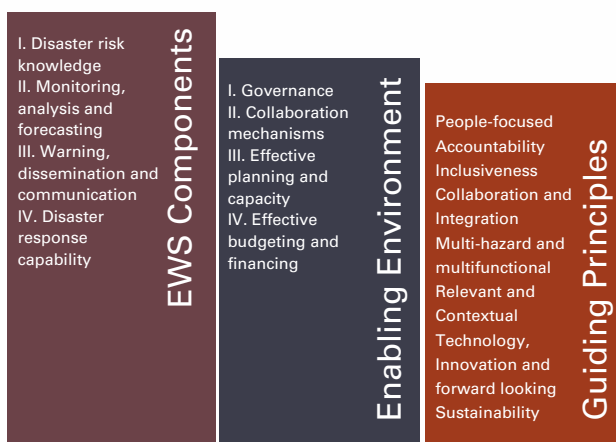 I. Disaster risk
knowledge
II. Monitoring,
analysis and
forecasting
III. Warning,
dissemination and
communication
IV. Disaster
response
capability
EWS Components
I. Governance
II. Collaboration
mechanisms
III. Effective
planning and
capacity
IV. Effective
budgeting and
financing
Enabling Environment
People-focused
Accountability
Inclusiveness
Collaboration and
Integration
Multi-hazard and
multifunctional
Relevant and
Contextual
Technology,
Innovation and
forward looking
Sustainability
Guiding Principles